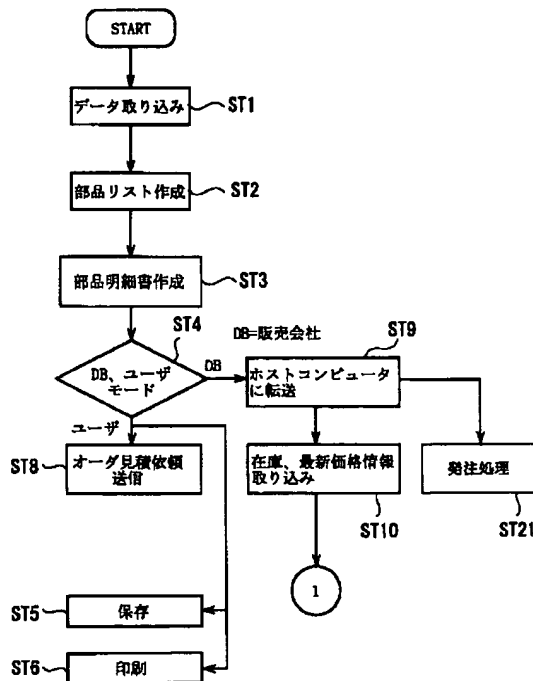 START
データ取り込み
ST1
部品リスト作成
ST2
部品明細書作成
ST3
ST4
DB=販売会社
ST9
DB、ユーザ
モード
DB
ホストコンピュータ
に転送
ユーザ
ST8
オーダ見積依頼
送信
在庫、最新価格情報
取り込み
発注処理
ST10
ST21
1
ST5
保存
ST6
印刷